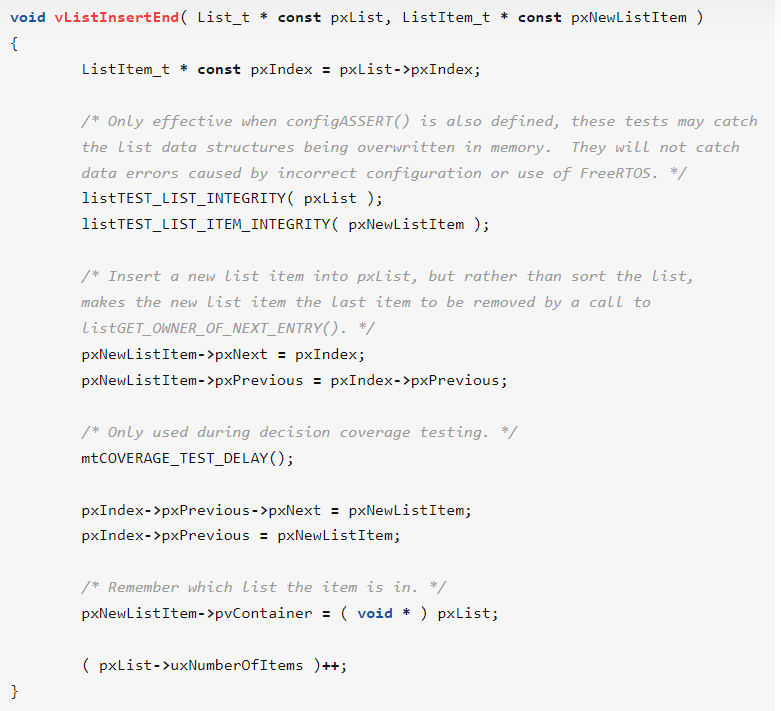 void vListInsertEnd( List_t * const pxList, ListItem_t * const pxNewListItem )
{
ListItem_t * const pxIndex = pxList->pxIndex;
/* Only effective when configASSERT() is also defined, these tests may catch
the list data structures being overwritten in memory.  They will not catch
data errors caused by incorrect configuration or use of FreeRTOS. */
listTEST_LIST_INTEGRITY( pxList );
listTEST_LIST_ITEM_INTEGRITY( pxNewListItem );
/* Insert a new list item into pxList, but rather than sort the list,
makes the new list item the last item to be removed by a call to
listGET_OWNER_OF_NEXT_ENTRY(). */
pxNewListItem->pxNext = pxIndex;
pxNewListItem->pxPrevious = pxIndex->pxPrevious;
/* Only used during decision coverage testing. */
mtCOVERAGE_TEST_DELAY();
pxIndex->pxPrevious->pxNext = pxNewListItem;
pxIndex->pxPrevious = pxNewListItem;
/* Remember which list the item is in. */
pxNewListItem->pvContainer = ( void * ) pxList;
( pxList->uxNumberOfItems )++;
}